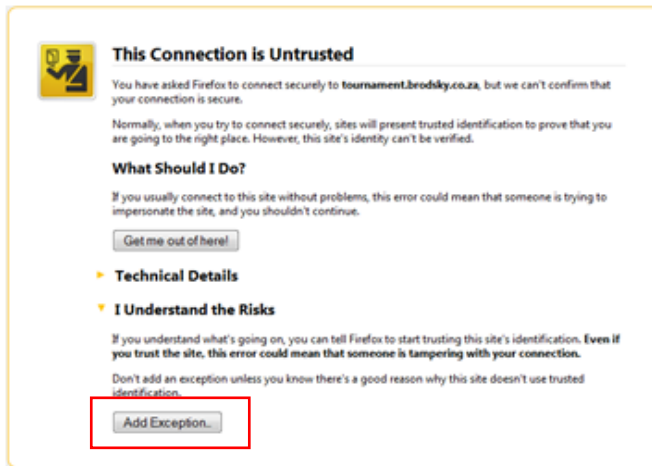 This Connection is Untrusted
You have asked Firefox to connect securely to tournament.brodsky.co.za, but we can't confirm that
your connection is secure.
Normally, when you try to connect securely, sites will present trusted identification to prove that you
are going to the right place. However, this site's identity can't be verified.
What Should I Do?
If you usually connect to this site without problems, this error could mean that someone is trying to
impersonate the site, and you shouldn't continue.
Get me out of here!
Technical Details
I Understand the Risks
If you understand what's going on, you can tell Firefox to start trusting this site's identification. Even if
you trust the site, this error could mean that someone is tampering with your connection.
Don't add an exception unless you know there's a good reason why this site doesn't use trusted
identification.
Add Exception..